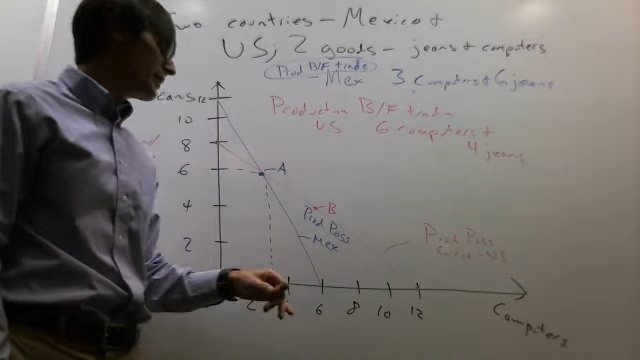 Two countries - Mexico &
US, 2 goods - jeans & computers
Prod B/F trade
- Mex 3 Computers & 6 jeans
Production B/F trade
US 6 computers &
4 jeans
12
10
8
6
4
2
A
B
Prod Poss
Mex
Prod Poss
Curve - US
2
6
8
10
12
Computers